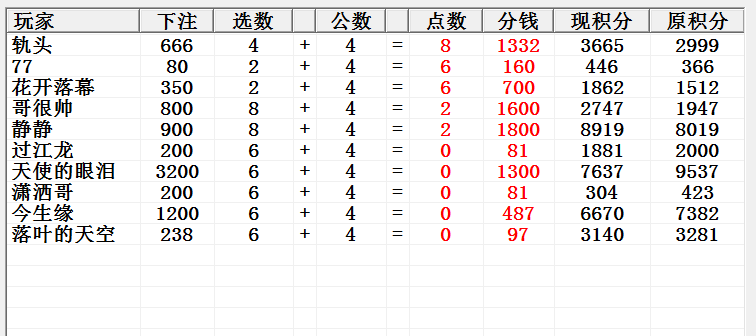 玩家 下注 选数 公数 点数 分钱 现积分 原积分
轨头 666 4 + 4 = 8 1332 3665 2999
77 80 2 + 4 = 6 160 446 366
花开落幕 350 2 + 4 = 6 700 1862 1512
哥很帅 800 8 + 4 = 2 1600 2747 1947
静静 900 8 + 4 = 2 1800 8919 8019
过江龙 200 6 + 4 = 0 81 1881 2000
天使的眼泪 3200 6 + 4 = 0 1300 7637 9537
潇洒哥 200 6 + 4 = 0 81 304 423
今生缘 1200 6 + 4 = 0 487 6670 7382
落叶的天空 238 6 + 4 = 0 97 3140 3281